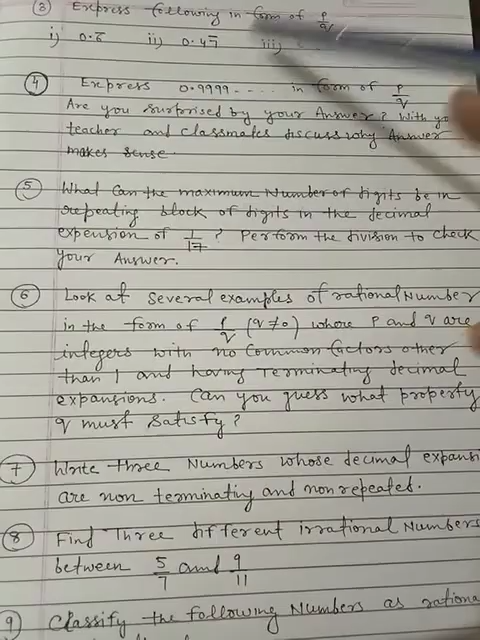 ③ Express following in form of p/q
i) 0.6̅ ii) 0.47̅ iii)
④ Express 0.9999..... in form of p/q
Are you surprised by your Answer? With yo
teacher and classmates discuss why Answer
makes sense.
⑤ What can the maximum Number of digits be in
repeating block of digits in the decimal
expension of 1/17? Perform the division to check
your Answer.
⑥ Look at several examples of rational Number
in the form of p/q (q≠0) whose P and q are
integers with no common factors other
than 1 and having terminating decimal
expansions. Can you guess what property
q must satisfy?
⑦ Write three Numbers whose decimal expansi
are non terminating and non repeated.
⑧ Find Three different irrational Numbers
between 5/7 and 9/11
⑨ Classify the following Numbers as rationa